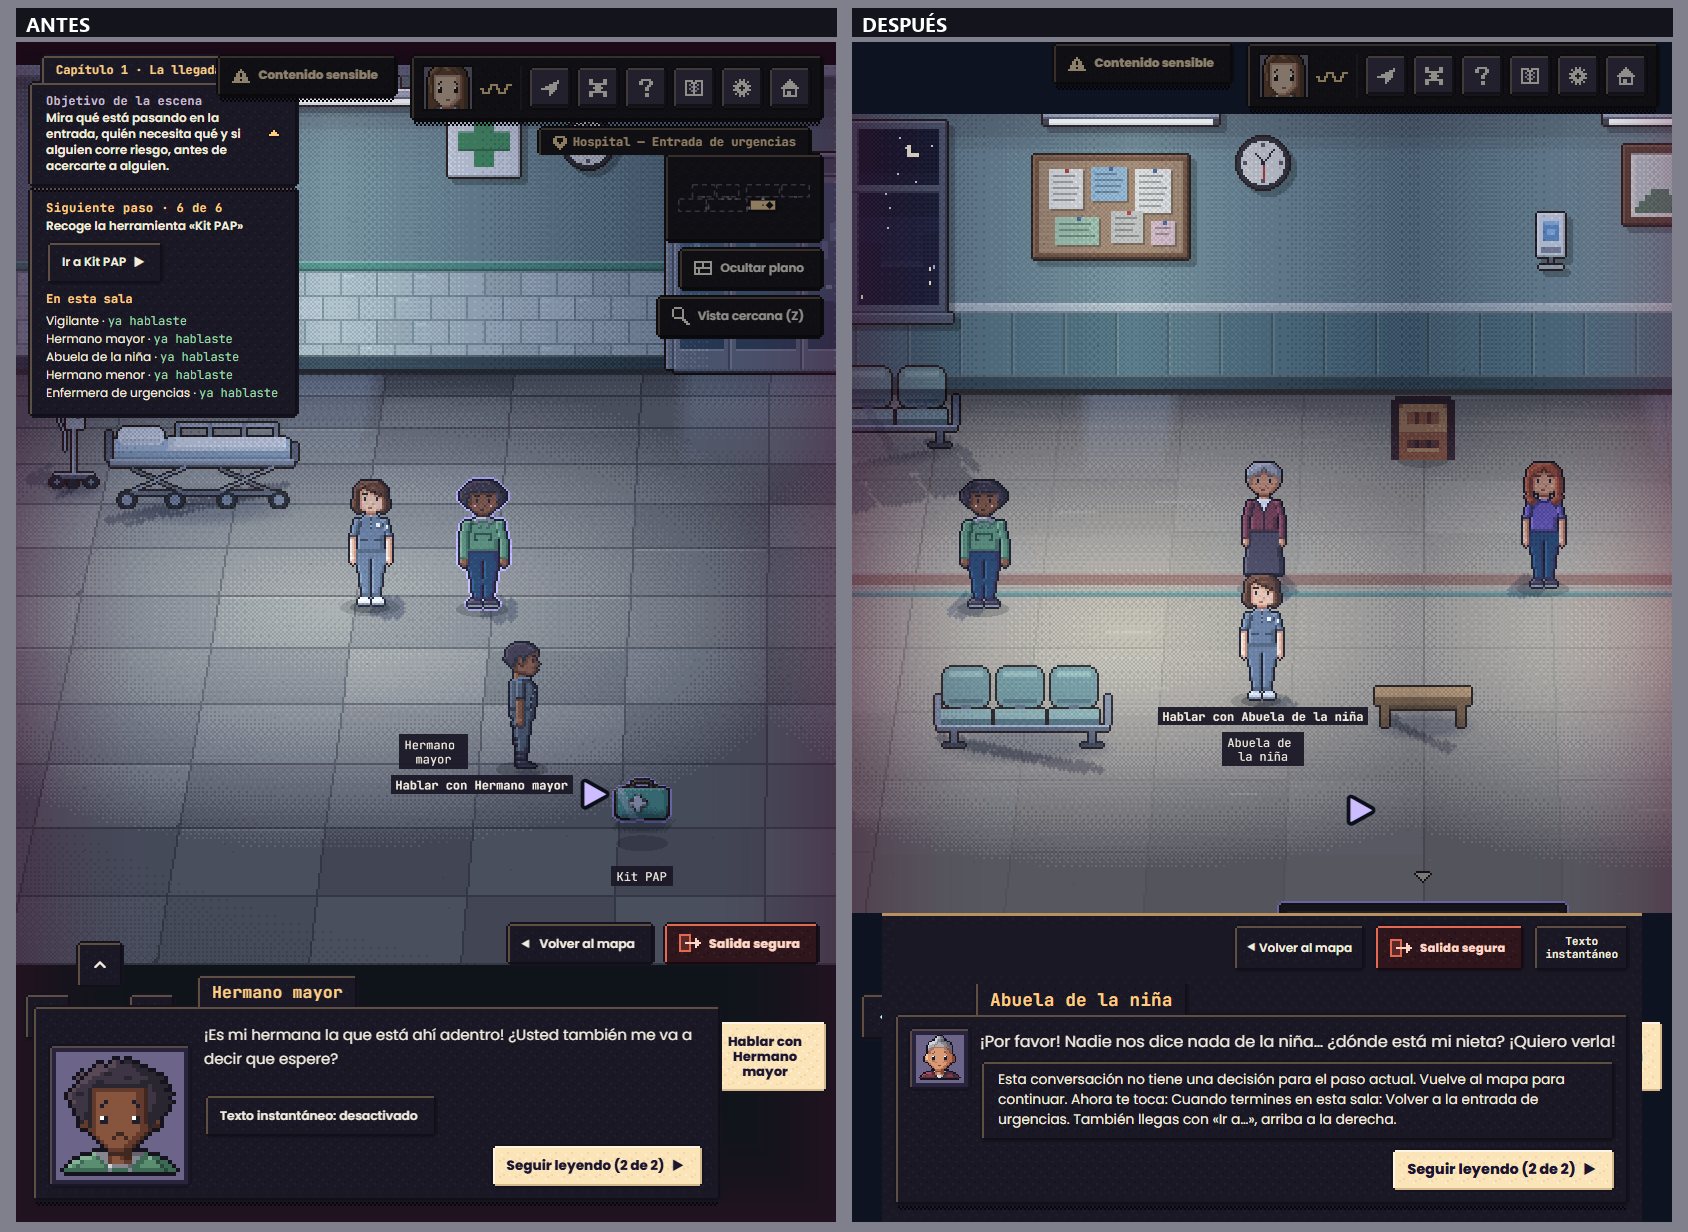 ANTES
Capítulo 1 · La llegad
Contenido sensible
?
Objetivo de la escena
Mira qué está pasando en la
entrada, quién necesita qué y si
alguien corre riesgo, antes de
acercarte a alguien.
Hospital — Entrada de urgencias
Siguiente paso · 6 de 6
Recoge la herramienta «Kit PAP»
Ir a Kit PAP ▶
En esta sala
Vigilante · ya hablaste
Hermano mayor · ya hablaste
Abuela de la niña · ya hablaste
Hermano menor · ya hablaste
Enfermera de urgencias · ya hablaste
Ocultar plano
Vista cercana (Z)
Hermano
mayor
Hablar con Hermano mayor
Kit PAP
◀ Volver al mapa
Salida segura
Hermano mayor
¡Es mi hermana la que está ahí adentro! ¿Usted también me va a
decir que espere?
Texto instantáneo: desactivado
Seguir leyendo (2 de 2) ▶
Hablar con
Hermano
mayor
DESPUÉS
Contenido sensible
?
Hablar con Abuela de la niña
Abuela de
la niña
◀ Volver al mapa
Salida segura
Texto
instantáneo
Abuela de la niña
¡Por favor! Nadie nos dice nada de la niña... ¿dónde está mi nieta? ¡Quiero verla!
Esta conversación no tiene una decisión para el paso actual. Vuelve al mapa para
continuar. Ahora te toca: Cuando termines en esta sala: Volver a la entrada de
urgencias. También llegas con «Ir a...», arriba a la derecha.
Seguir leyendo (2 de 2) ▶